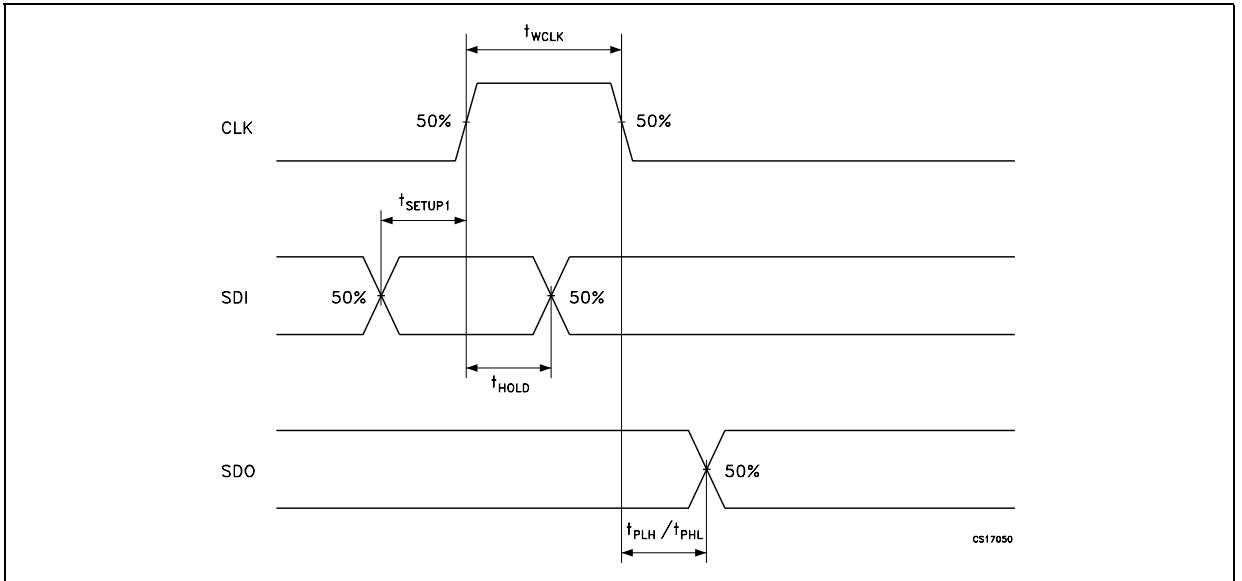 tWCLK
50% 50%
CLK
tSETUP1
SDI 50% 50%
tHOLD
SDO 50%
tPLH /tPHL
CS17050